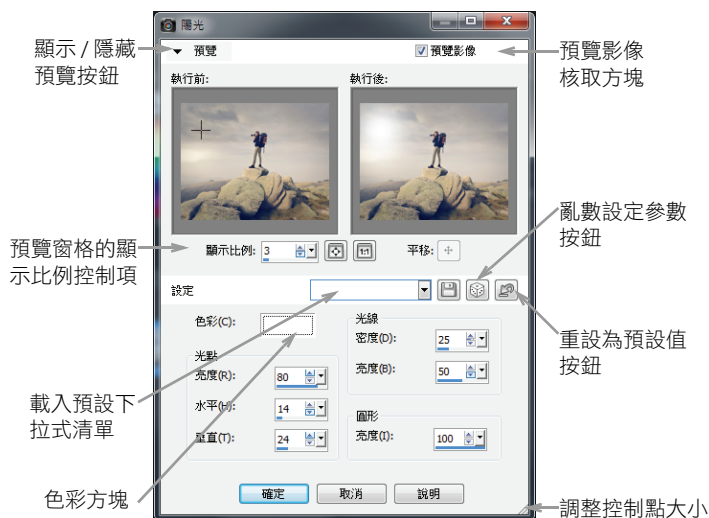 陽光
顯示 / 隱藏
預覽按鈕
預覽
預覽影像
預覽影像
核取方塊
執行前:
執行後:
亂數設定參數
按鈕
預覽窗格的顯
示比例控制項
顯示比例: 3
1:1
平移:
設定
色彩(C):
光線
密度(D): 25
亮度(B): 50
重設為預設值
按鈕
光點
亮度(R): 80
水平(H): 14
垂直(T): 24
圓形
亮度(I): 100
載入預設下
拉式清單
色彩方塊
確定
取消
說明
調整控制點大小